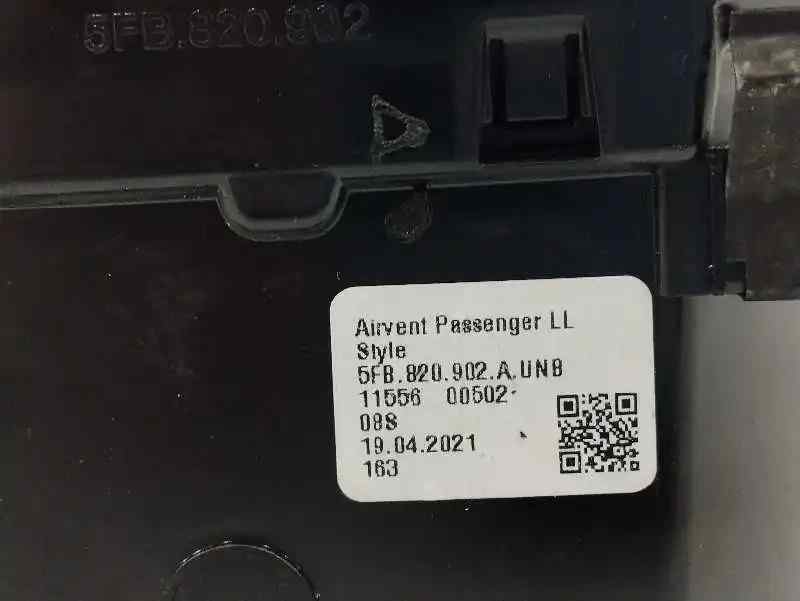 5FB.820.902
Airvent Passenger LL
Style
5FB.820.902.A.UNB
11556 00502
08S
19.04.2021
163